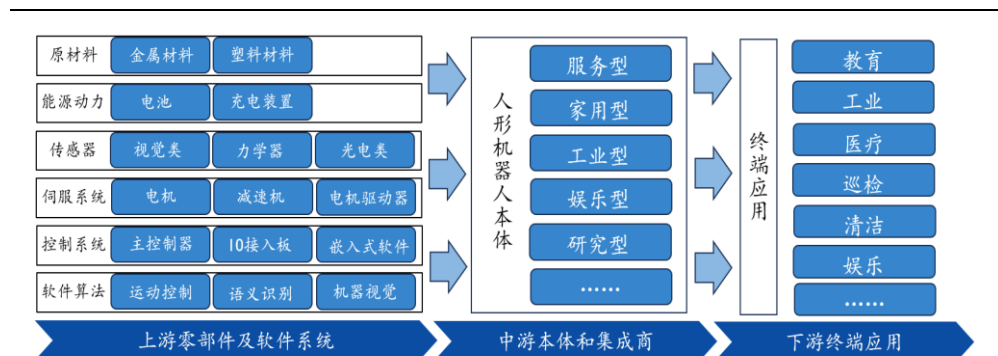 原材料 金属材料 塑料材料
能源动力 电池 充电装置
传感器 视觉类 力学器 光电类
伺服系统 电机 减速机 电机驱动器
控制系统 主控制器 IO接入板 嵌入式软件
软件算法 运动控制 语义识别 机器视觉
上游零部件及软件系统
人形机器人本体
服务型
家用型
工业型
娱乐型
研究型
......
中游本体和集成商
终端应用
教育
工业
医疗
巡检
清洁
娱乐
......
下游终端应用